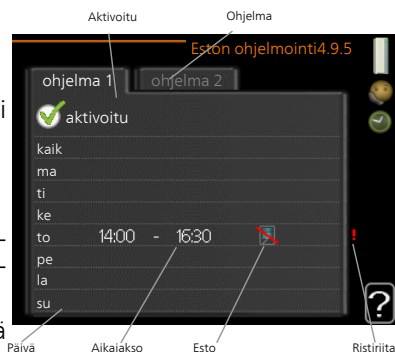 Aktivoitu Ohjelma
Eston ohjelmointi4.9.5
ohjelma 1 ohjelma 2
aktivoitu
kaik
ma
ti
ke
to 14:00 - 16:30 !
pe
la
su
?
Päivä Aikajakso Esto Ristiriita
i
-
-
ä